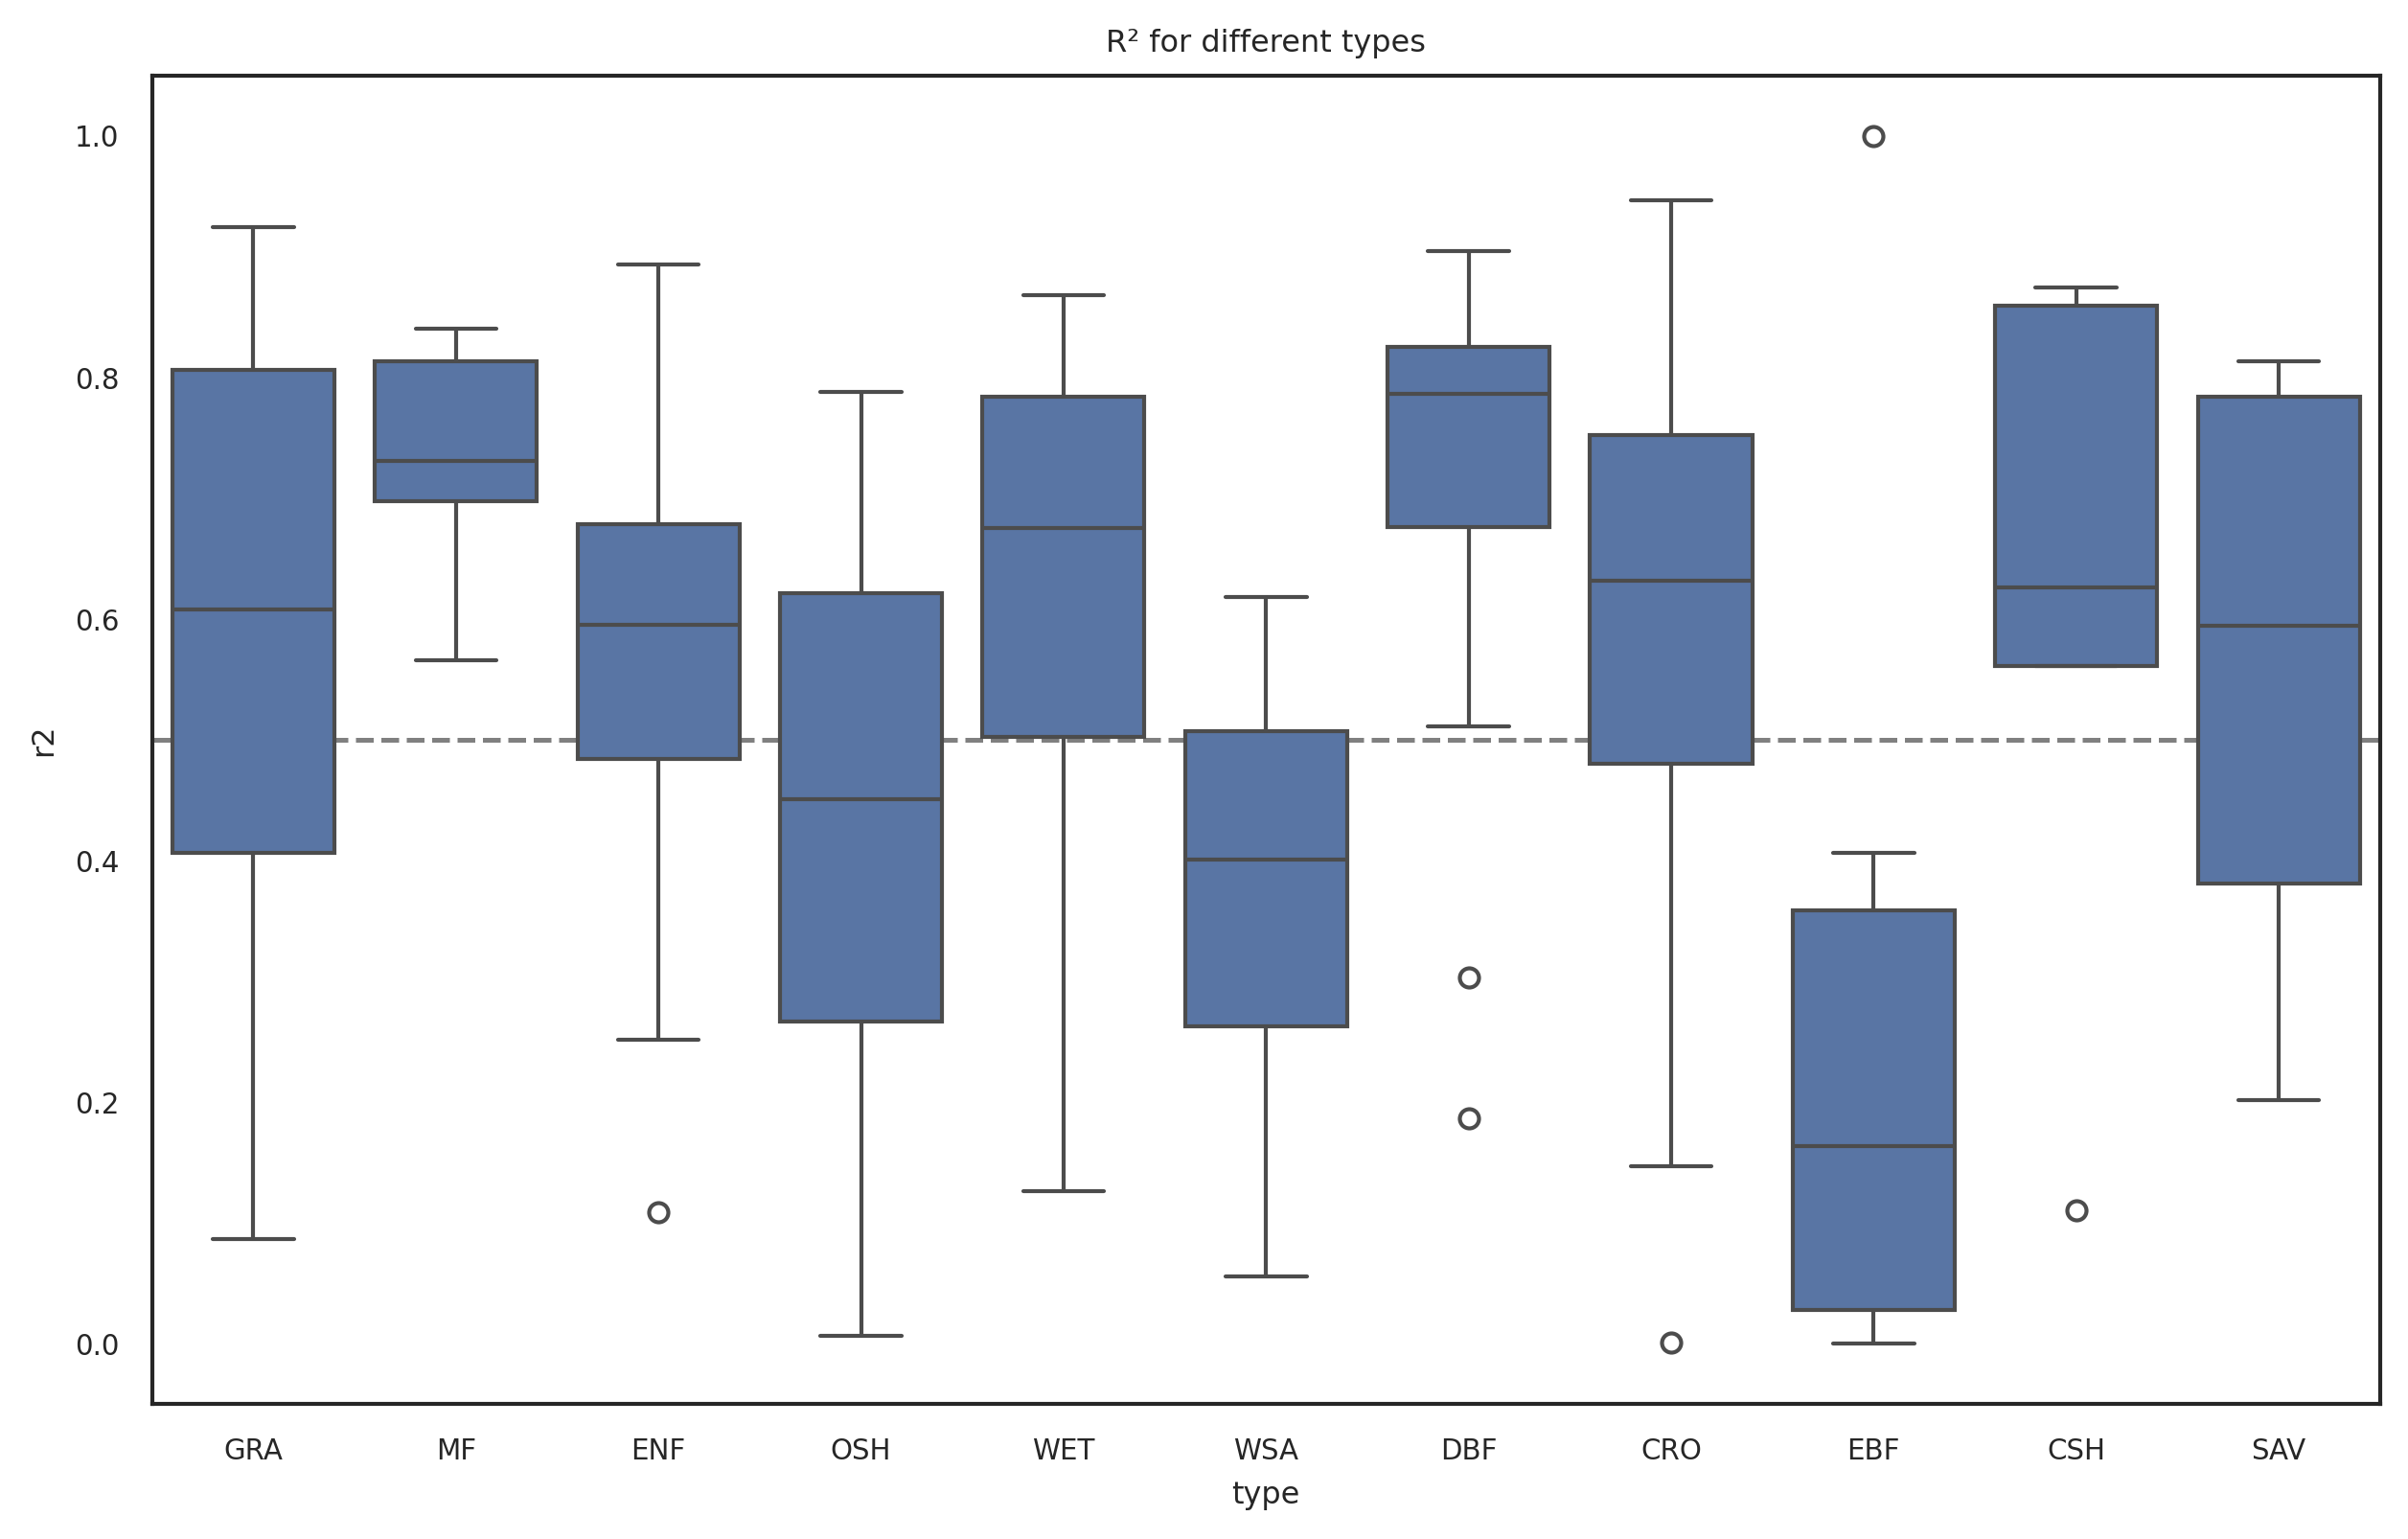 R² for different types
1.0
0.8
0.6
0.4
0.2
0.0
r2
GRA MF ENF OSH WET WSA DBF CRO EBF CSH SAV
type